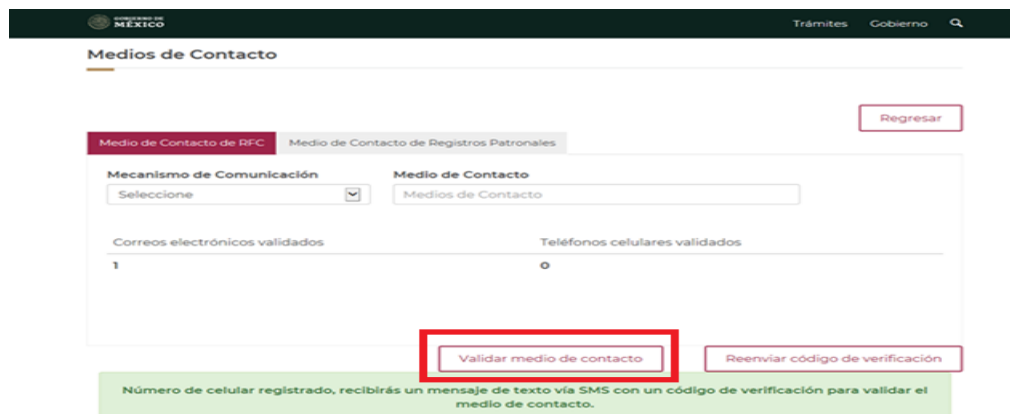 GOBIERNO DE
MÉXICO
Trámites Gobierno
Medios de Contacto
Regresar
Medio de Contacto de RFC Medio de Contacto de Registros Patronales
Mecanismo de Comunicación Medio de Contacto
Seleccione Medios de Contacto
Correos electrónicos validados Teléfonos celulares validados
1 0
Validar medio de contacto Reenviar código de verificación
Número de celular registrado, recibirás un mensaje de texto vía SMS con un código de verificación para validar el
medio de contacto.